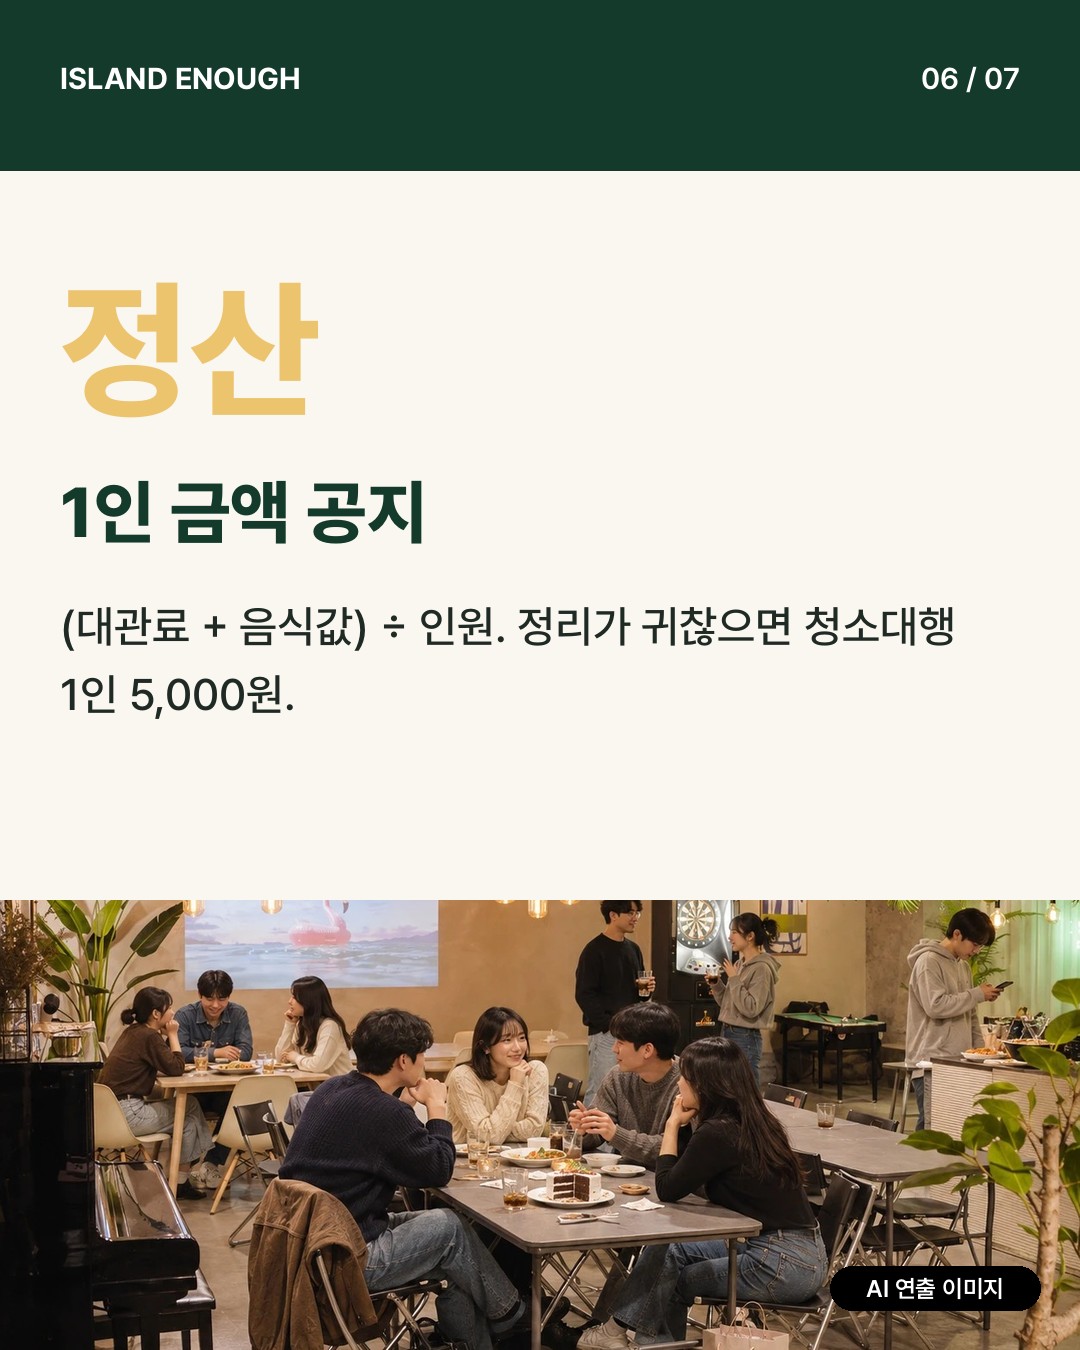 ISLAND ENOUGH
06 / 07
정산
1인 금액 공지
(대관료 + 음식값) ÷ 인원. 정리가 귀찮으면 청소대행
1인 5,000원.
AI 연출 이미지